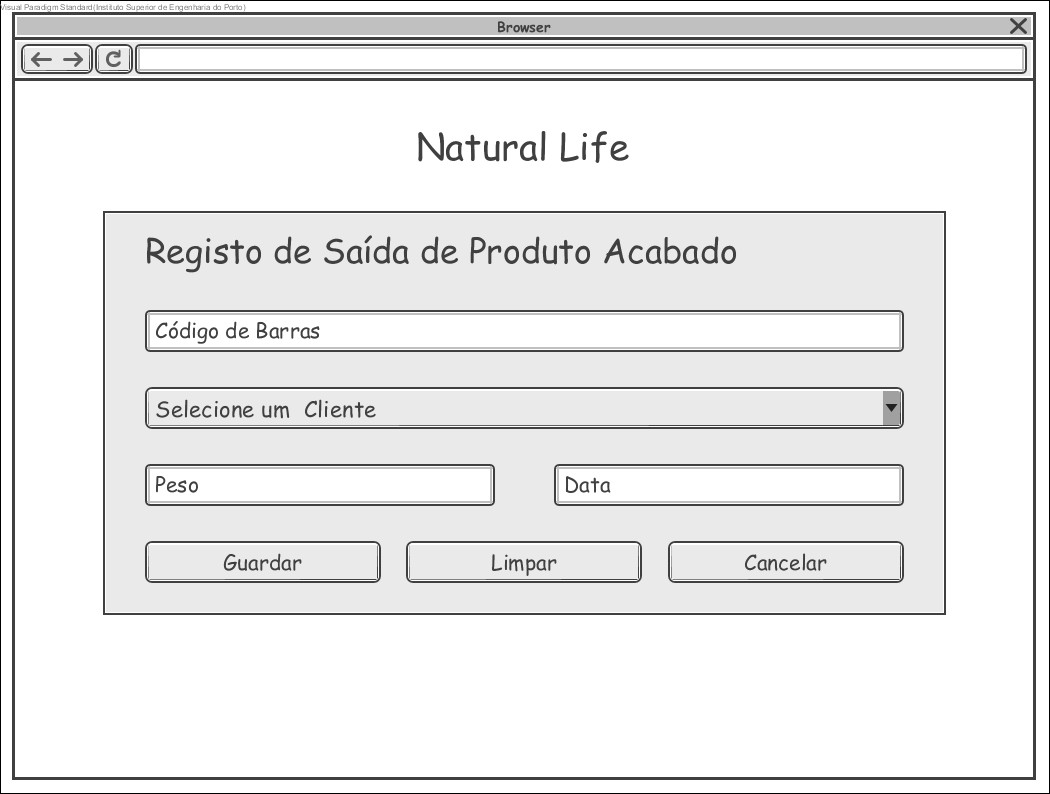 Visual Paradigm Standard(Instituto Superior de Engenharia do Porto)
Browser
Natural Life
Registo de Saída de Produto Acabado
Código de Barras
Selecione um  Cliente
Peso
Data
Guardar
Limpar
Cancelar